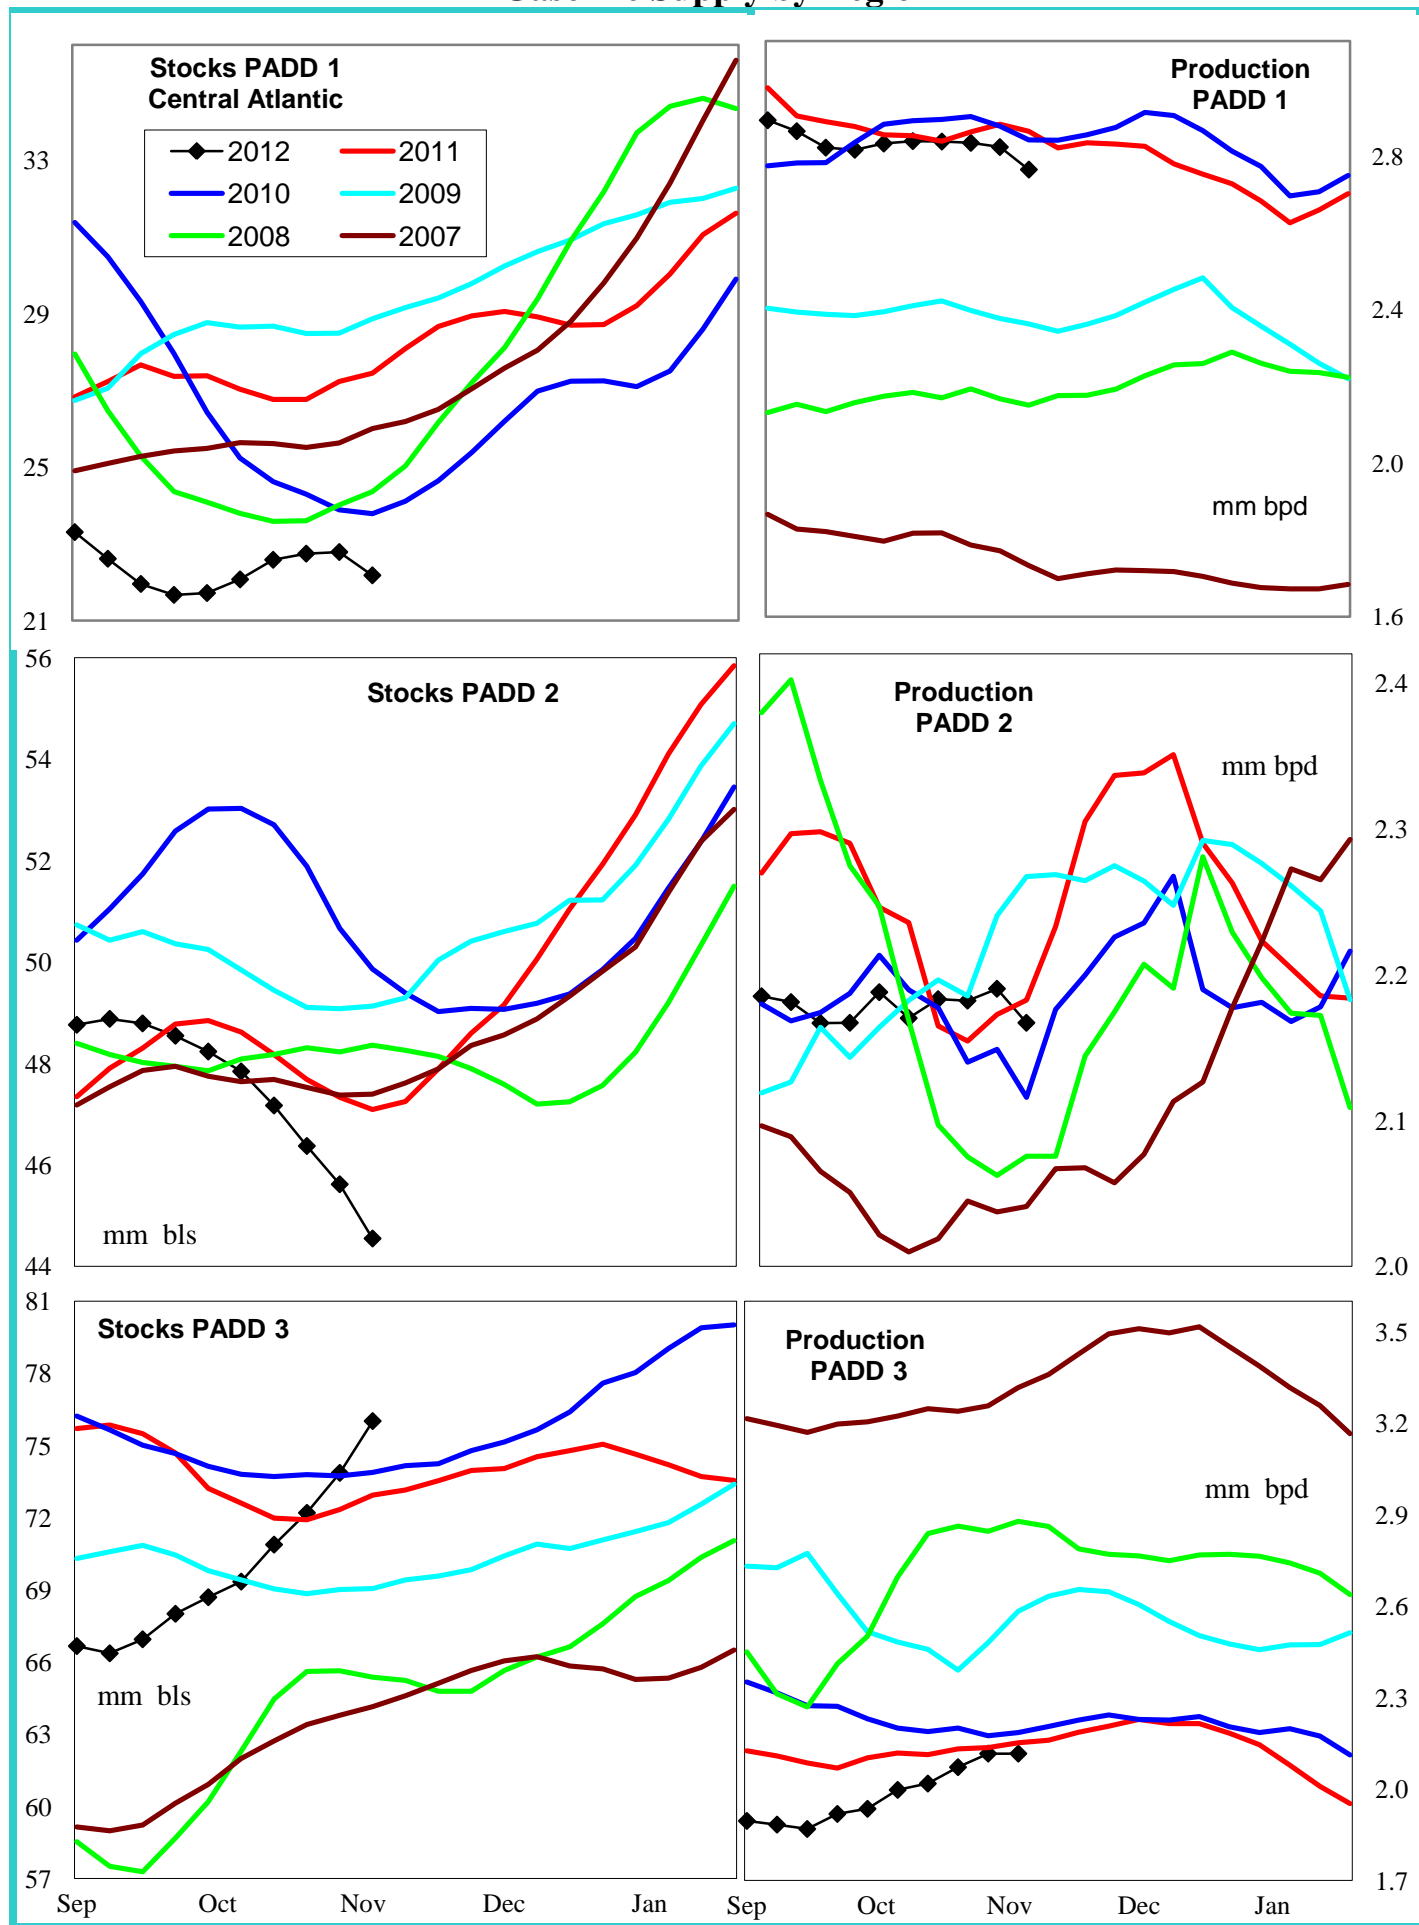 Stocks PADD 1
Central Atlantic
2012 2011
2010 2009
2008 2007
33
29
25
21
Production
PADD 1
mm bpd
2.8
2.4
2.0
1.6
56
54
52
50
48
46
44
Stocks PADD 2
mm bls
Production
PADD 2
mm bpd
2.4
2.3
2.2
2.1
2.0
81
78
75
72
69
66
63
60
57
Stocks PADD 3
mm bls
Sep Oct Nov Dec Jan
Production
PADD 3
mm bpd
3.5
3.2
2.9
2.6
2.3
2.0
1.7
Sep Oct Nov Dec Jan